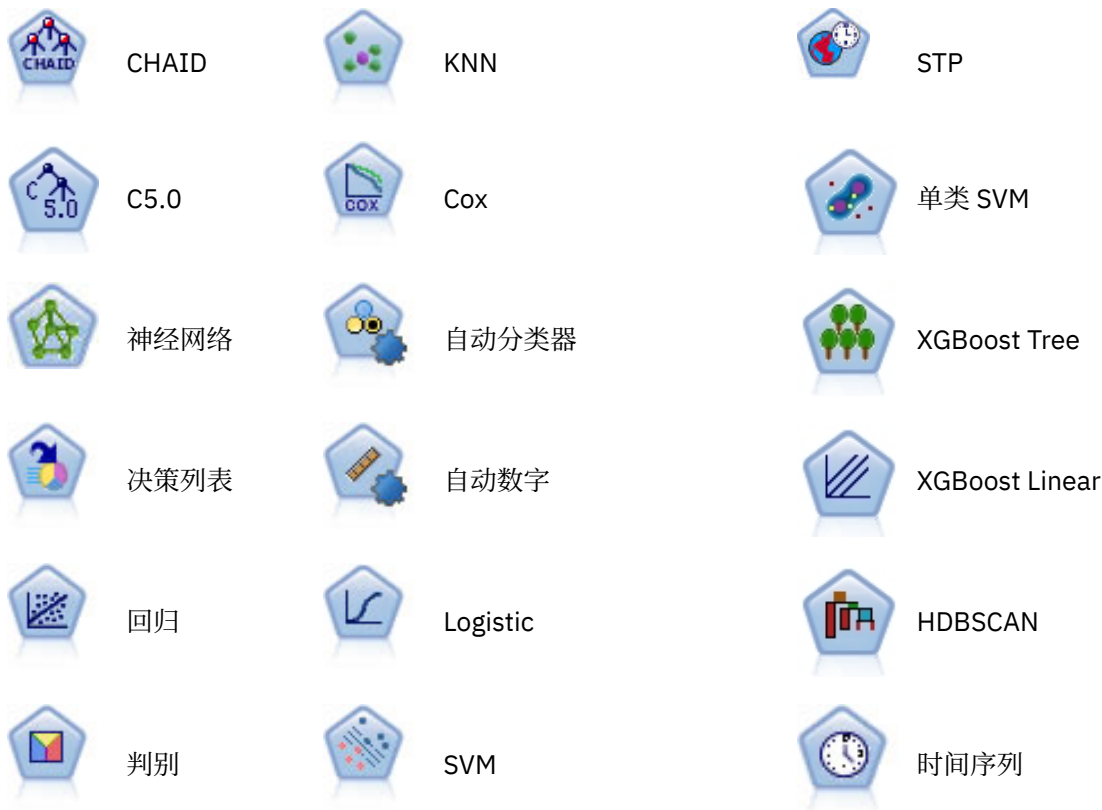 CHAID
CHAID
KNN
STP
C 5.0
C5.0
COX
Cox
单类 SVM
神经网络
自动分类器
XGBoost Tree
决策列表
自动数字
XGBoost Linear
回归
Logistic
HDBSCAN
判别
SVM
时间序列